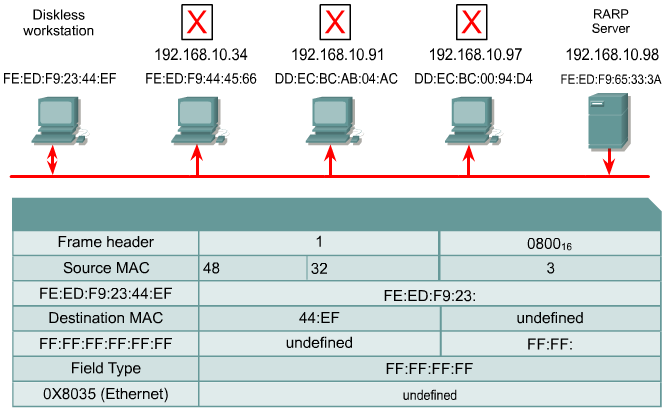 Diskless
workstation
X
X
X
RARP
Server
192.168.10.34
192.168.10.91
192.168.10.97
192.168.10.98
FE:ED:F9:23:44:EF
FE:ED:F9:44:45:66
DD:EC:BC:AB:04:AC
DD:EC:BC:00:94:D4
FE:ED:F9:65:33:3A
Frame header 1 0800₁₆
Source MAC 48 32 3
FE:ED:F9:23:44:EF FE:ED:F9:23:
Destination MAC 44:EF undefined
FF:FF:FF:FF:FF:FF undefined FF:FF:
Field Type FF:FF:FF:FF
0X8035 (Ethernet) undefined